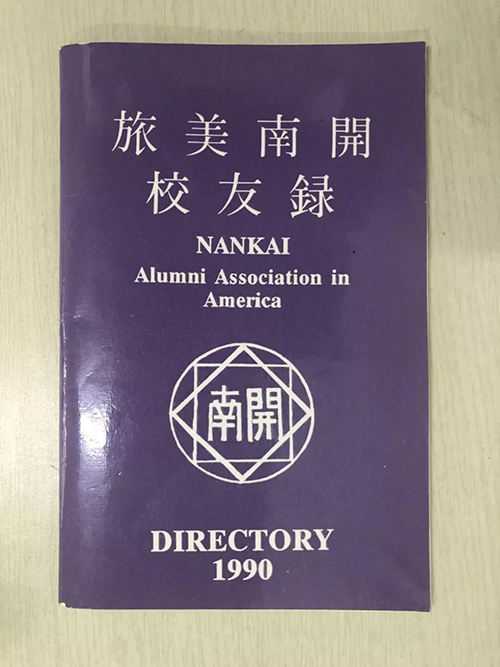 旅美南開
校友録
NANKAI
Alumni Association in
America
南開
DIRECTORY
1990